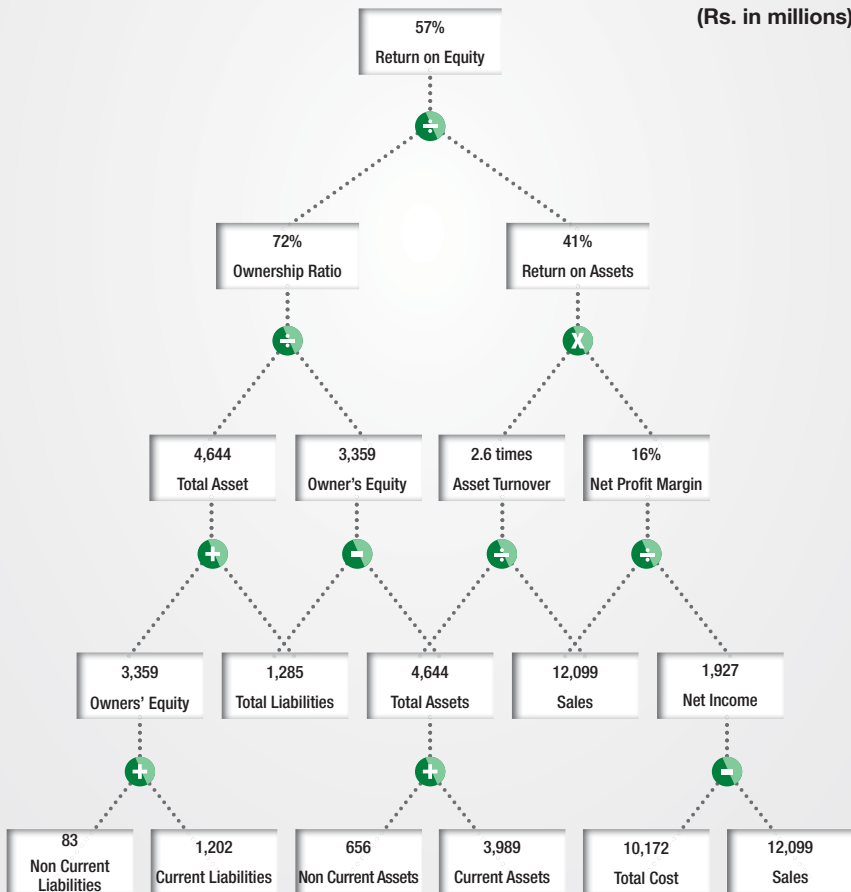 (Rs. in millions)
57%
Return on Equity
÷
72%
Ownership Ratio
41%
Return on Assets
÷
X
4,644
Total Asset
3,359
Owner's Equity
2.6 times
Asset Turnover
16%
Net Profit Margin
+
-
÷
÷
3,359
Owners' Equity
1,285
Total Liabilities
4,644
Total Assets
12,099
Sales
1,927
Net Income
+
+
-
83
Non Current
Liabilities
1,202
Current Liabilities
656
Non Current Assets
3,989
Current Assets
10,172
Total Cost
12,099
Sales